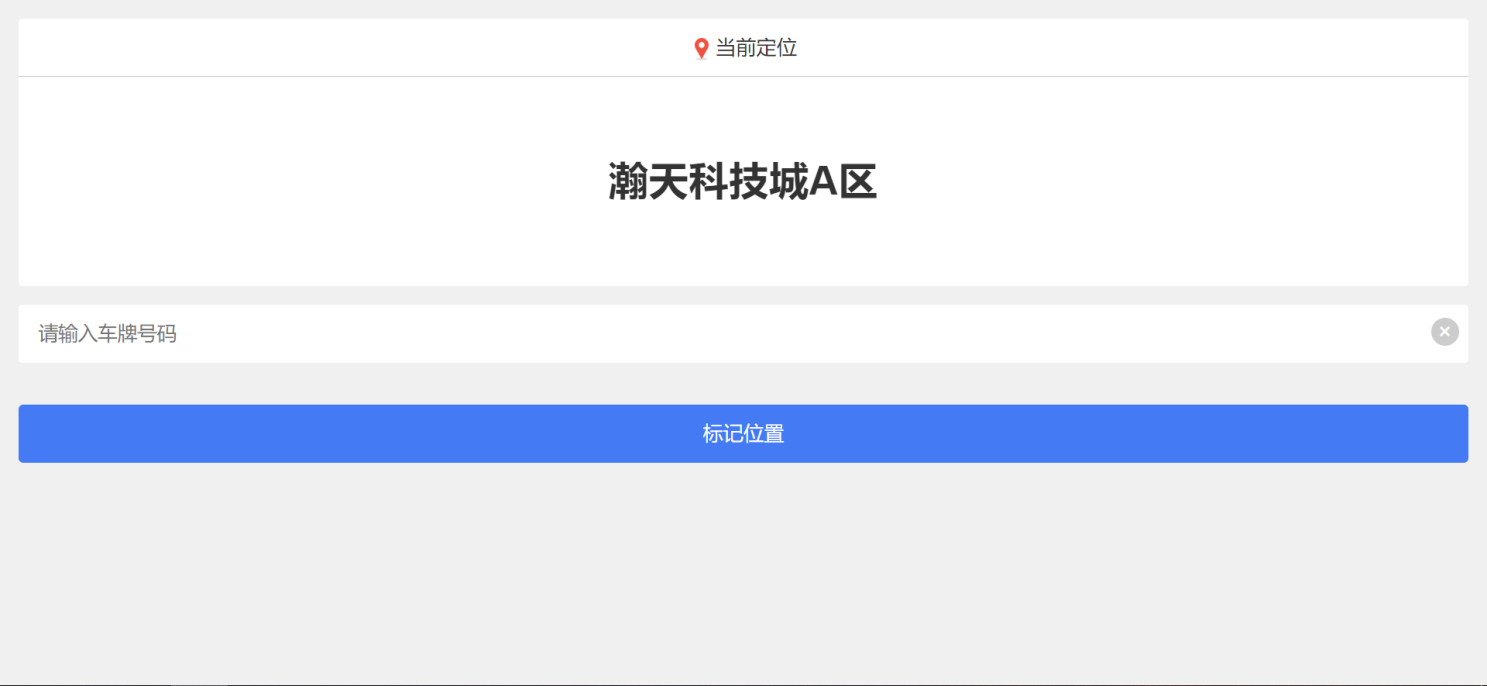 当前定位
瀚天科技城A区
请输入车牌号码
标记位置